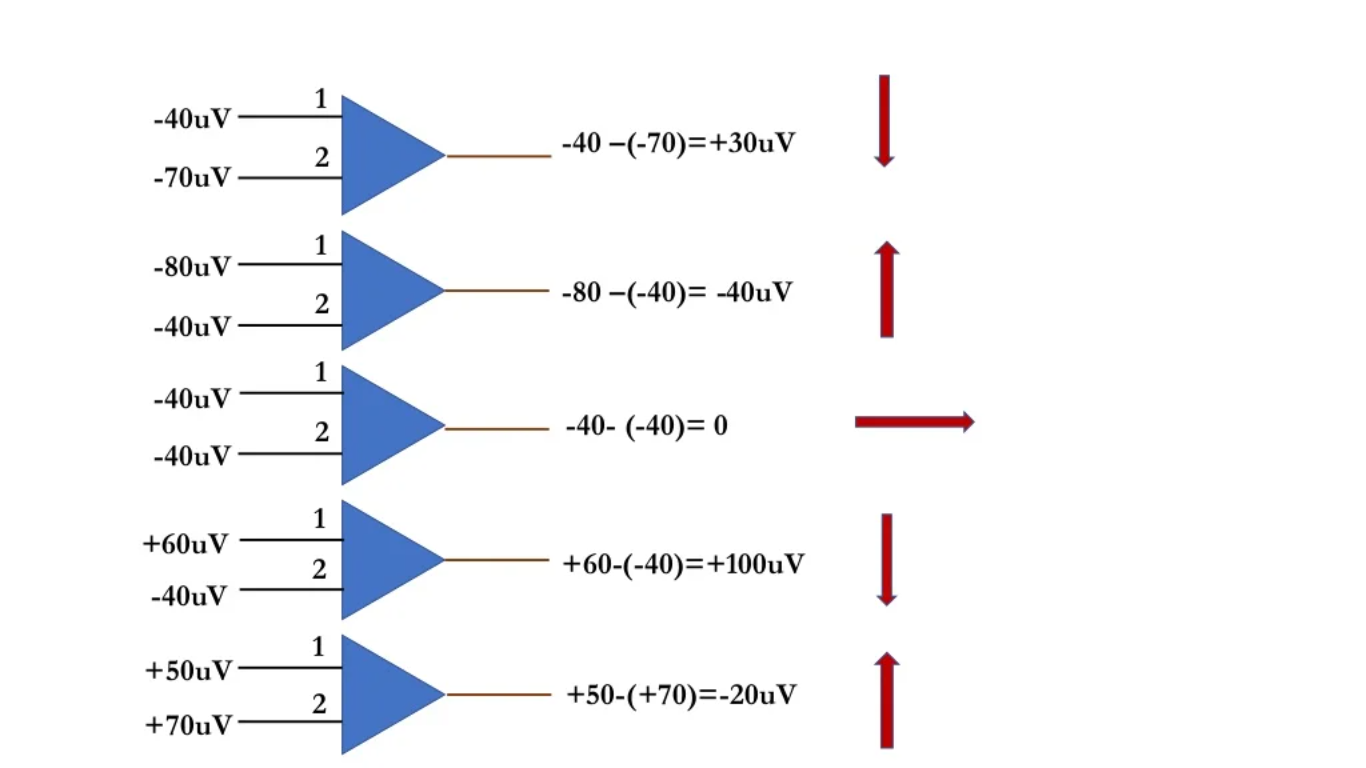 1
-40uV
-40 –(-70)=+30uV
2
-70uV
1
-80uV
-80 –(-40)= -40uV
2
-40uV
1
-40uV
-40- (-40)= 0
2
-40uV
1
+60uV
+60-(-40)=+100uV
2
-40uV
1
+50uV
+50-(+70)=-20uV
2
+70uV